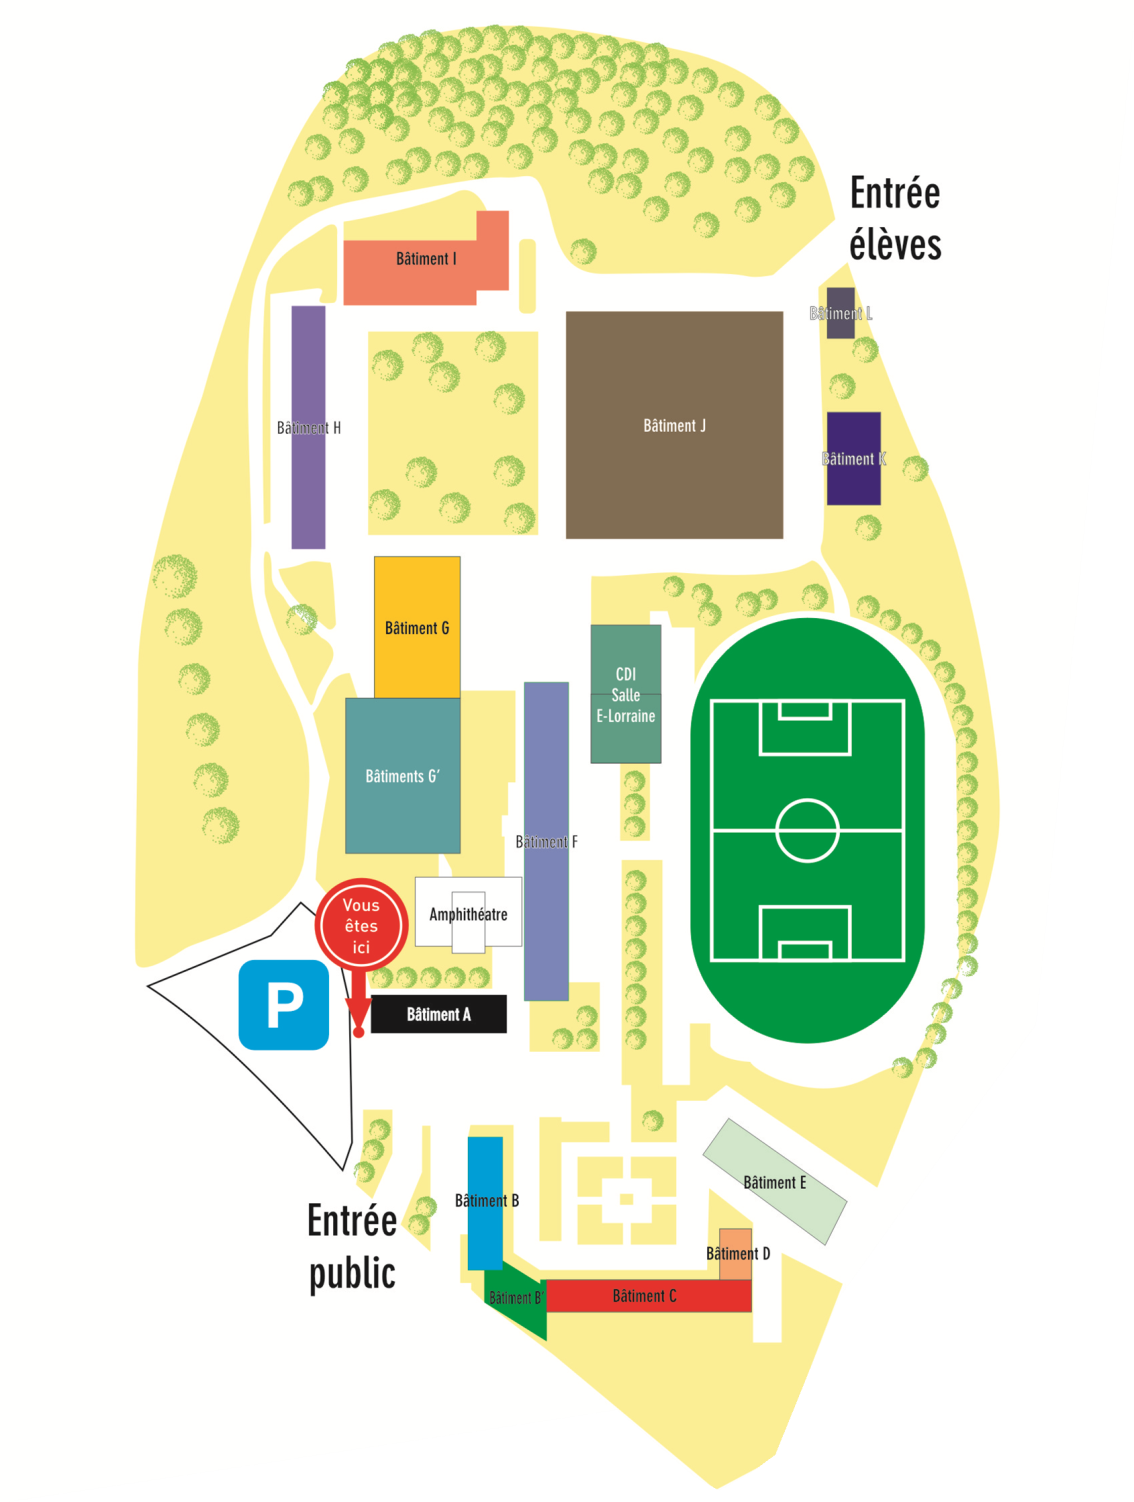 Entrée
élèves
Bâtiment I
Bâtiment L
Bâtiment H
Bâtiment J
Bâtiment K
Bâtiment G
CDI
Salle
E-Lorraine
Bâtiments G’
Bâtiment F
Vous
êtes
ici
Amphithéatre
P
Bâtiment A
Entrée
public
Bâtiment B
Bâtiment E
Bâtiment D
Bâtiment B’
Bâtiment C